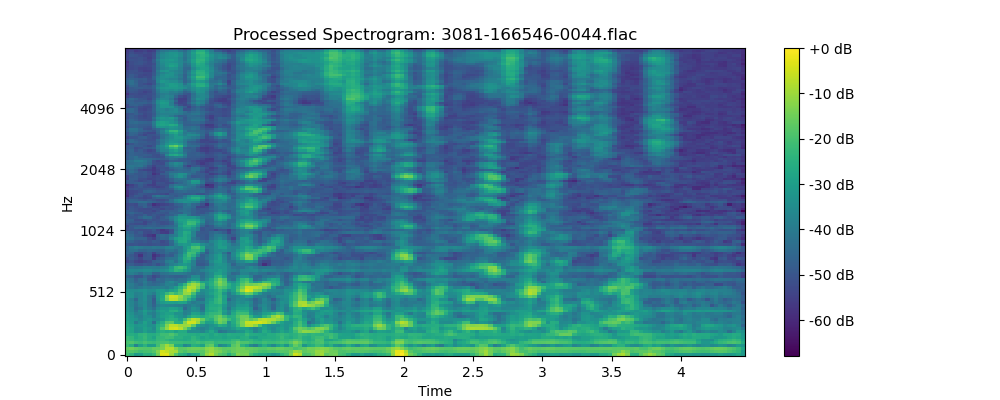 Processed Spectrogram: 3081-166546-0044.flac
Hz
4096
2048
1024
512
0
0 0.5 1 1.5 2 2.5 3 3.5 4
Time
+0 dB
-10 dB
-20 dB
-30 dB
-40 dB
-50 dB
-60 dB